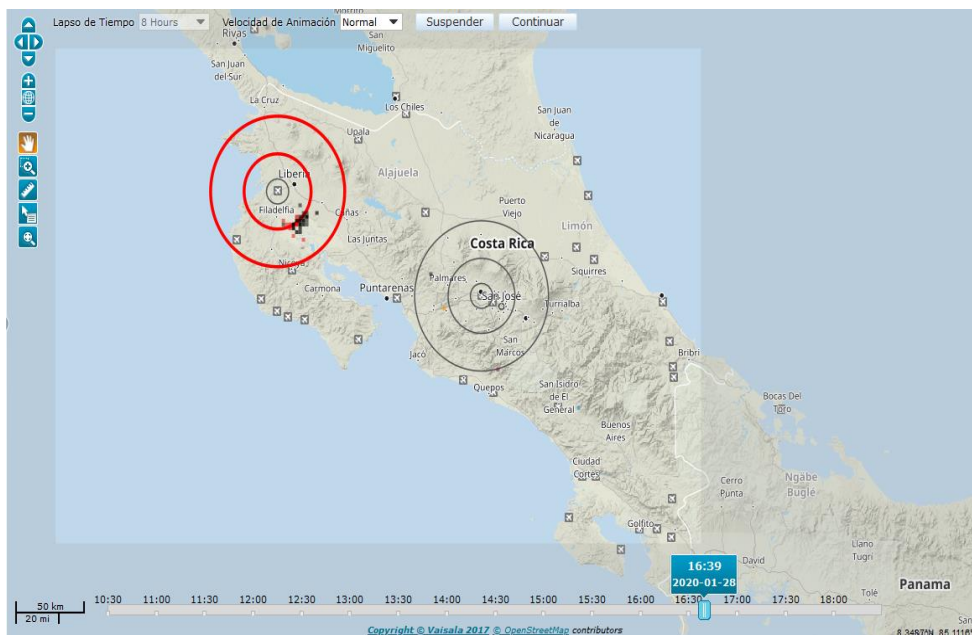 Lapso de Tiempo 8 Hours Velocidad de Animación Normal Suspender Continuar
Rivas
San
Miguelito
San Juan
del Sur
La Cruz
Los Chiles
San Juan
de
Nicaragua
Upala
Alajuela
Liberia
Puerto
Viejo
Filadelfia
Cañas
Limón
Las Juntas
Costa Rica
Siquirres
Nicoya
Palmares
Carmona
Puntarenas
San José
Turrialba
San
Marcos
Jacó
Bribri
Quepos
San Isidro
de El
General
Bocas Del
Toro
Buenos
Aires
Ciudad
Cortés
Cerro
Punta
Ngäbe
Buglé
Golfito
Llano
Tugri
David
16:39
2020-01-28
Panama
Tolé
50 km
20 mi
10:30 11:00 11:30 12:00 12:30 13:00 13:30 14:00 14:30 15:00 15:30 16:00 16:30 17:00 17:30 18:00
Copyright © Vaisala 2017 © OpenStreetMap contributors